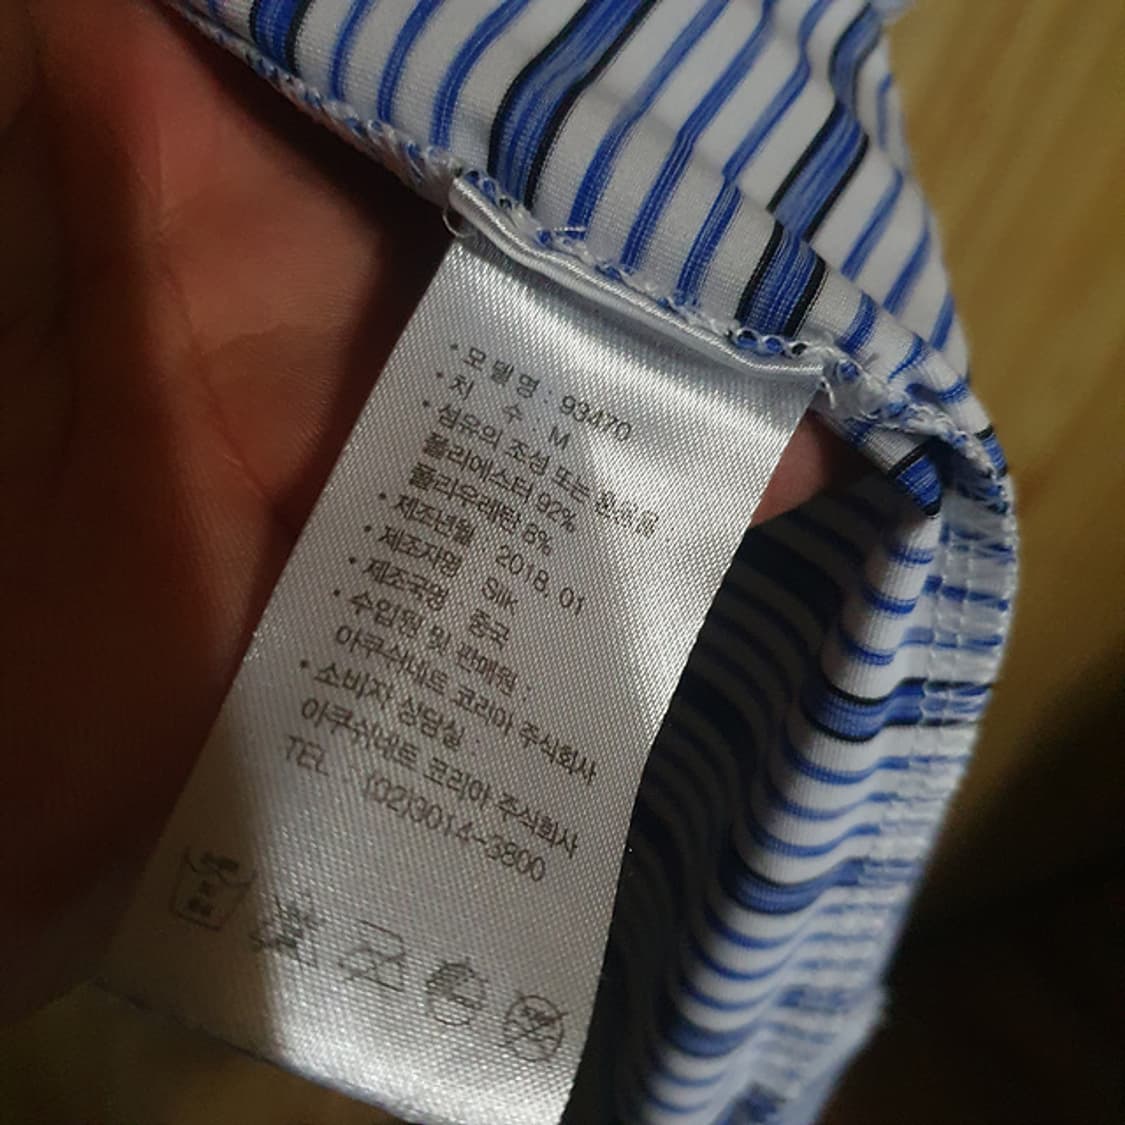 · 모 델 명 : 93470
· 치 수 : M
· 섬유의 조성 또는 혼용율 :
폴리에스터 92%
폴리우레탄 8%
· 제조년월 : 2018. 01
· 제조자명 : Silk
· 제조국명 : 중국
· 수입원 및 판매원 :
아쿠쉬네트 코리아 주식회사
· 소비자 상담실 :
아쿠쉬네트 코리아 주식회사
TEL : (02)3014-3800